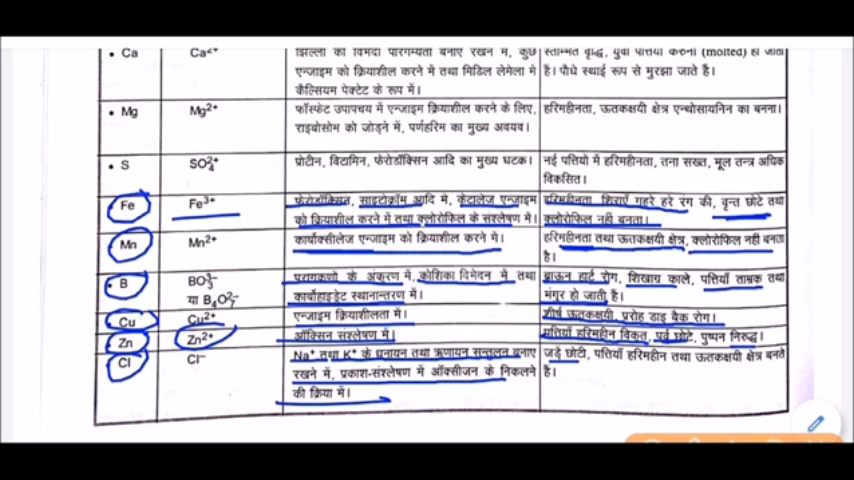 • Ca Ca²⁺ झिल्ली की विभेदी पारगम्यता बनाए रखने में, कुछ स्तम्भित वृद्धि, युवा पत्तियाँ (molted) हो जाती
एन्जाइम को क्रियाशील करने में तथा मिडिल लेमेला में हैं। पौधे स्थाई रूप से मुरझा जाते हैं।
कैल्सियम पेक्टेट के रूप में।
• Mg Mg²⁺ फॉस्फेट उपापचय में एन्जाइम क्रियाशील करने के लिए, हरिमहीनता, ऊतकक्षयी क्षेत्र एन्थोसायनिन का बनना।
राइबोसोम को जोड़ने में, पर्णहरिम का मुख्य अवयव।
• S SO₄²⁻ प्रोटीन, विटामिन, फेरोडॉक्सिन आदि का मुख्य घटक। नई पत्तियो में हरिमहीनता, तना सख्त, मूल तन्त्र अधिक
विकसित।
Fe Fe³⁺ फेरोडॉक्सिन, साइटोक्रॉम आदि में, केटालेज एन्जाइम हरिमहीनता शिराएँ गहरे हरे रंग की, वृन्त छोटे तथा
को क्रियाशील करने में तथा क्लोरोफिल के संश्लेषण में। क्लोरोफिल नहीं बनता।
Mn Mn²⁺ कार्योक्सीलेज एन्जाइम को क्रियाशील करने में। हरिमहीनता तथा ऊतकक्षयी क्षेत्र, क्लोरोफिल नहीं बनता
है।
• B BO₃³⁻ परागकणो के अंकुरण में, कोशिका विभेदन में तथा ब्राऊन हार्ट रोग, शिखाग्र काले, पत्तियाँ ताम्रक तथा
या B₄O₇²⁻ कार्बोहाइड्रेट स्थानान्तरण में। भंगुर हो जाती है।
Cu Cu²⁺ एन्जाइम क्रियाशीलता में। शीर्ष ऊतकक्षयी, प्ररोह डाइ बैक रोग।
Zn Zn²⁺ ऑक्सिन संश्लेषण में। पत्तियाँ हरिमहीन विकृत, पर्व छोटे, पुष्पन निरुद्ध।
Cl Cl⁻ Na⁺ तथा K⁺ के धनायन तथा ऋणायन सन्तुलन बनाए जड़े छोटी, पत्तियाँ हरिमहीन तथा ऊतकक्षयी क्षेत्र बनते
रखने में, प्रकाश-संश्लेषण में ऑक्सीजन के निकलने है।
की क्रिया में।